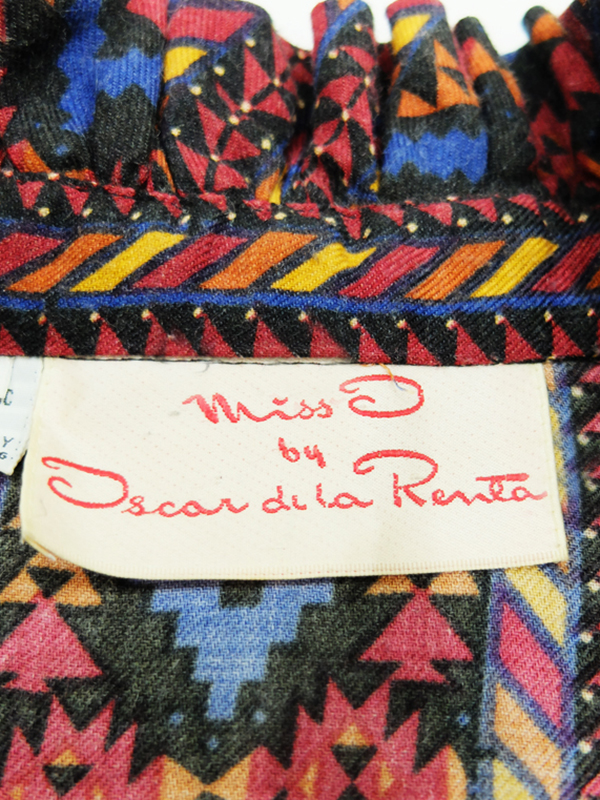 Miss O
by
Oscar de la Renta